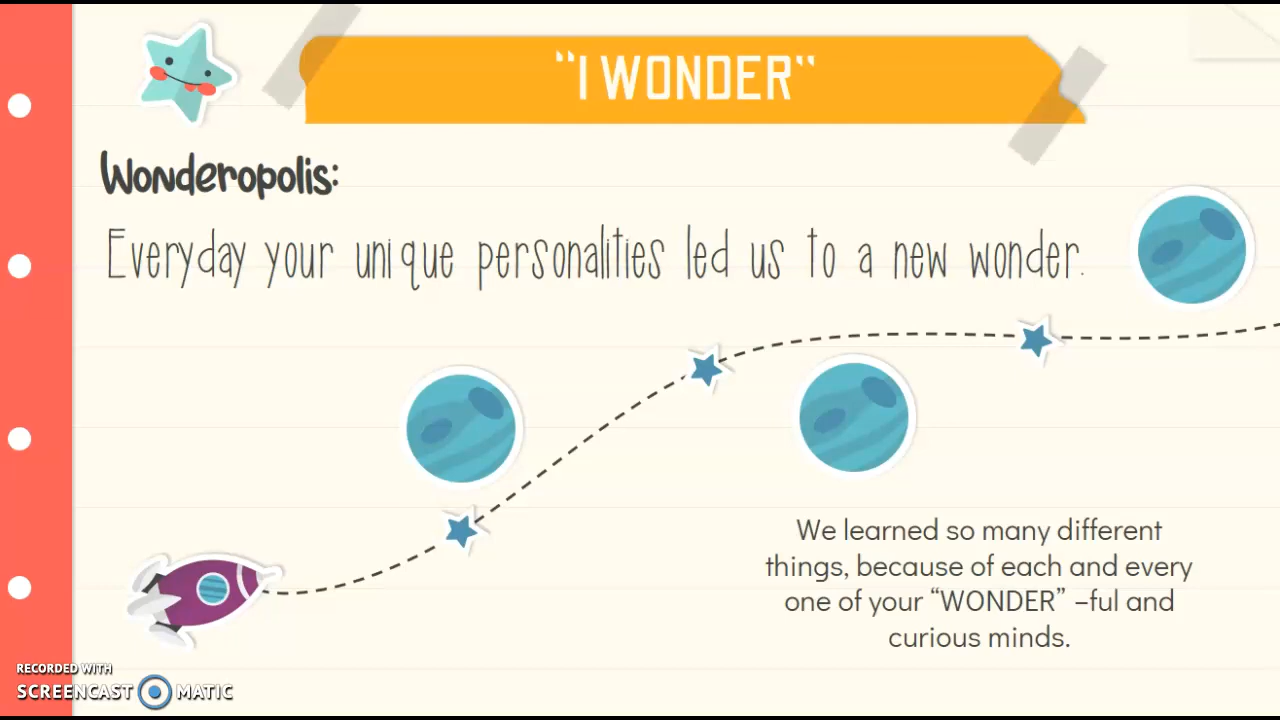 "I WONDER"
Wonderopolis:
Everyday your unique personalities led us to a new wonder.
We learned so many different
things, because of each and every
one of your “WONDER” –ful and
curious minds.
RECORDED WITH
SCREENCAST MATIC